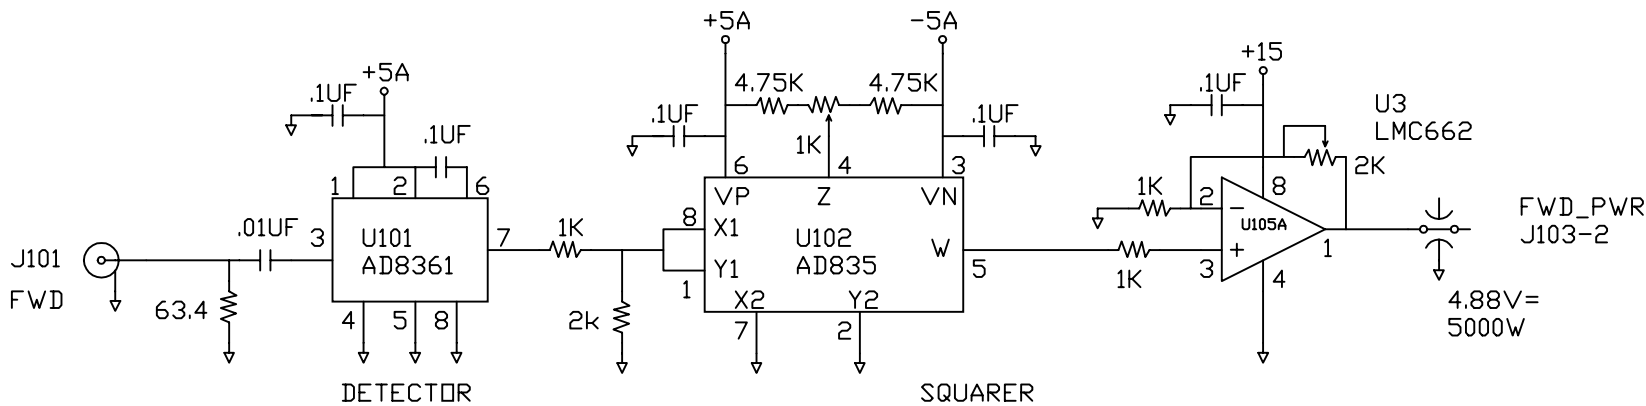 +5A
-5A
+15
+5A
.1UF
.1UF
4.75K
4.75K
.1UF
.1UF
1K
.1UF
U3
LMC662
2K
1
2
6
6
4
3
VP
Z
VN
J101
FWD
63.4
.01UF
3
U101
AD8361
7
4
5
8
1K
2k
8
1
X1
Y1
U102
AD835
W
5
X2
Y2
7
2
1K
1K
2
8
-
U105A
+
3
4
1
FWD_PWR
J103-2
4.88V=
5000W
DETECTOR
SQUARER